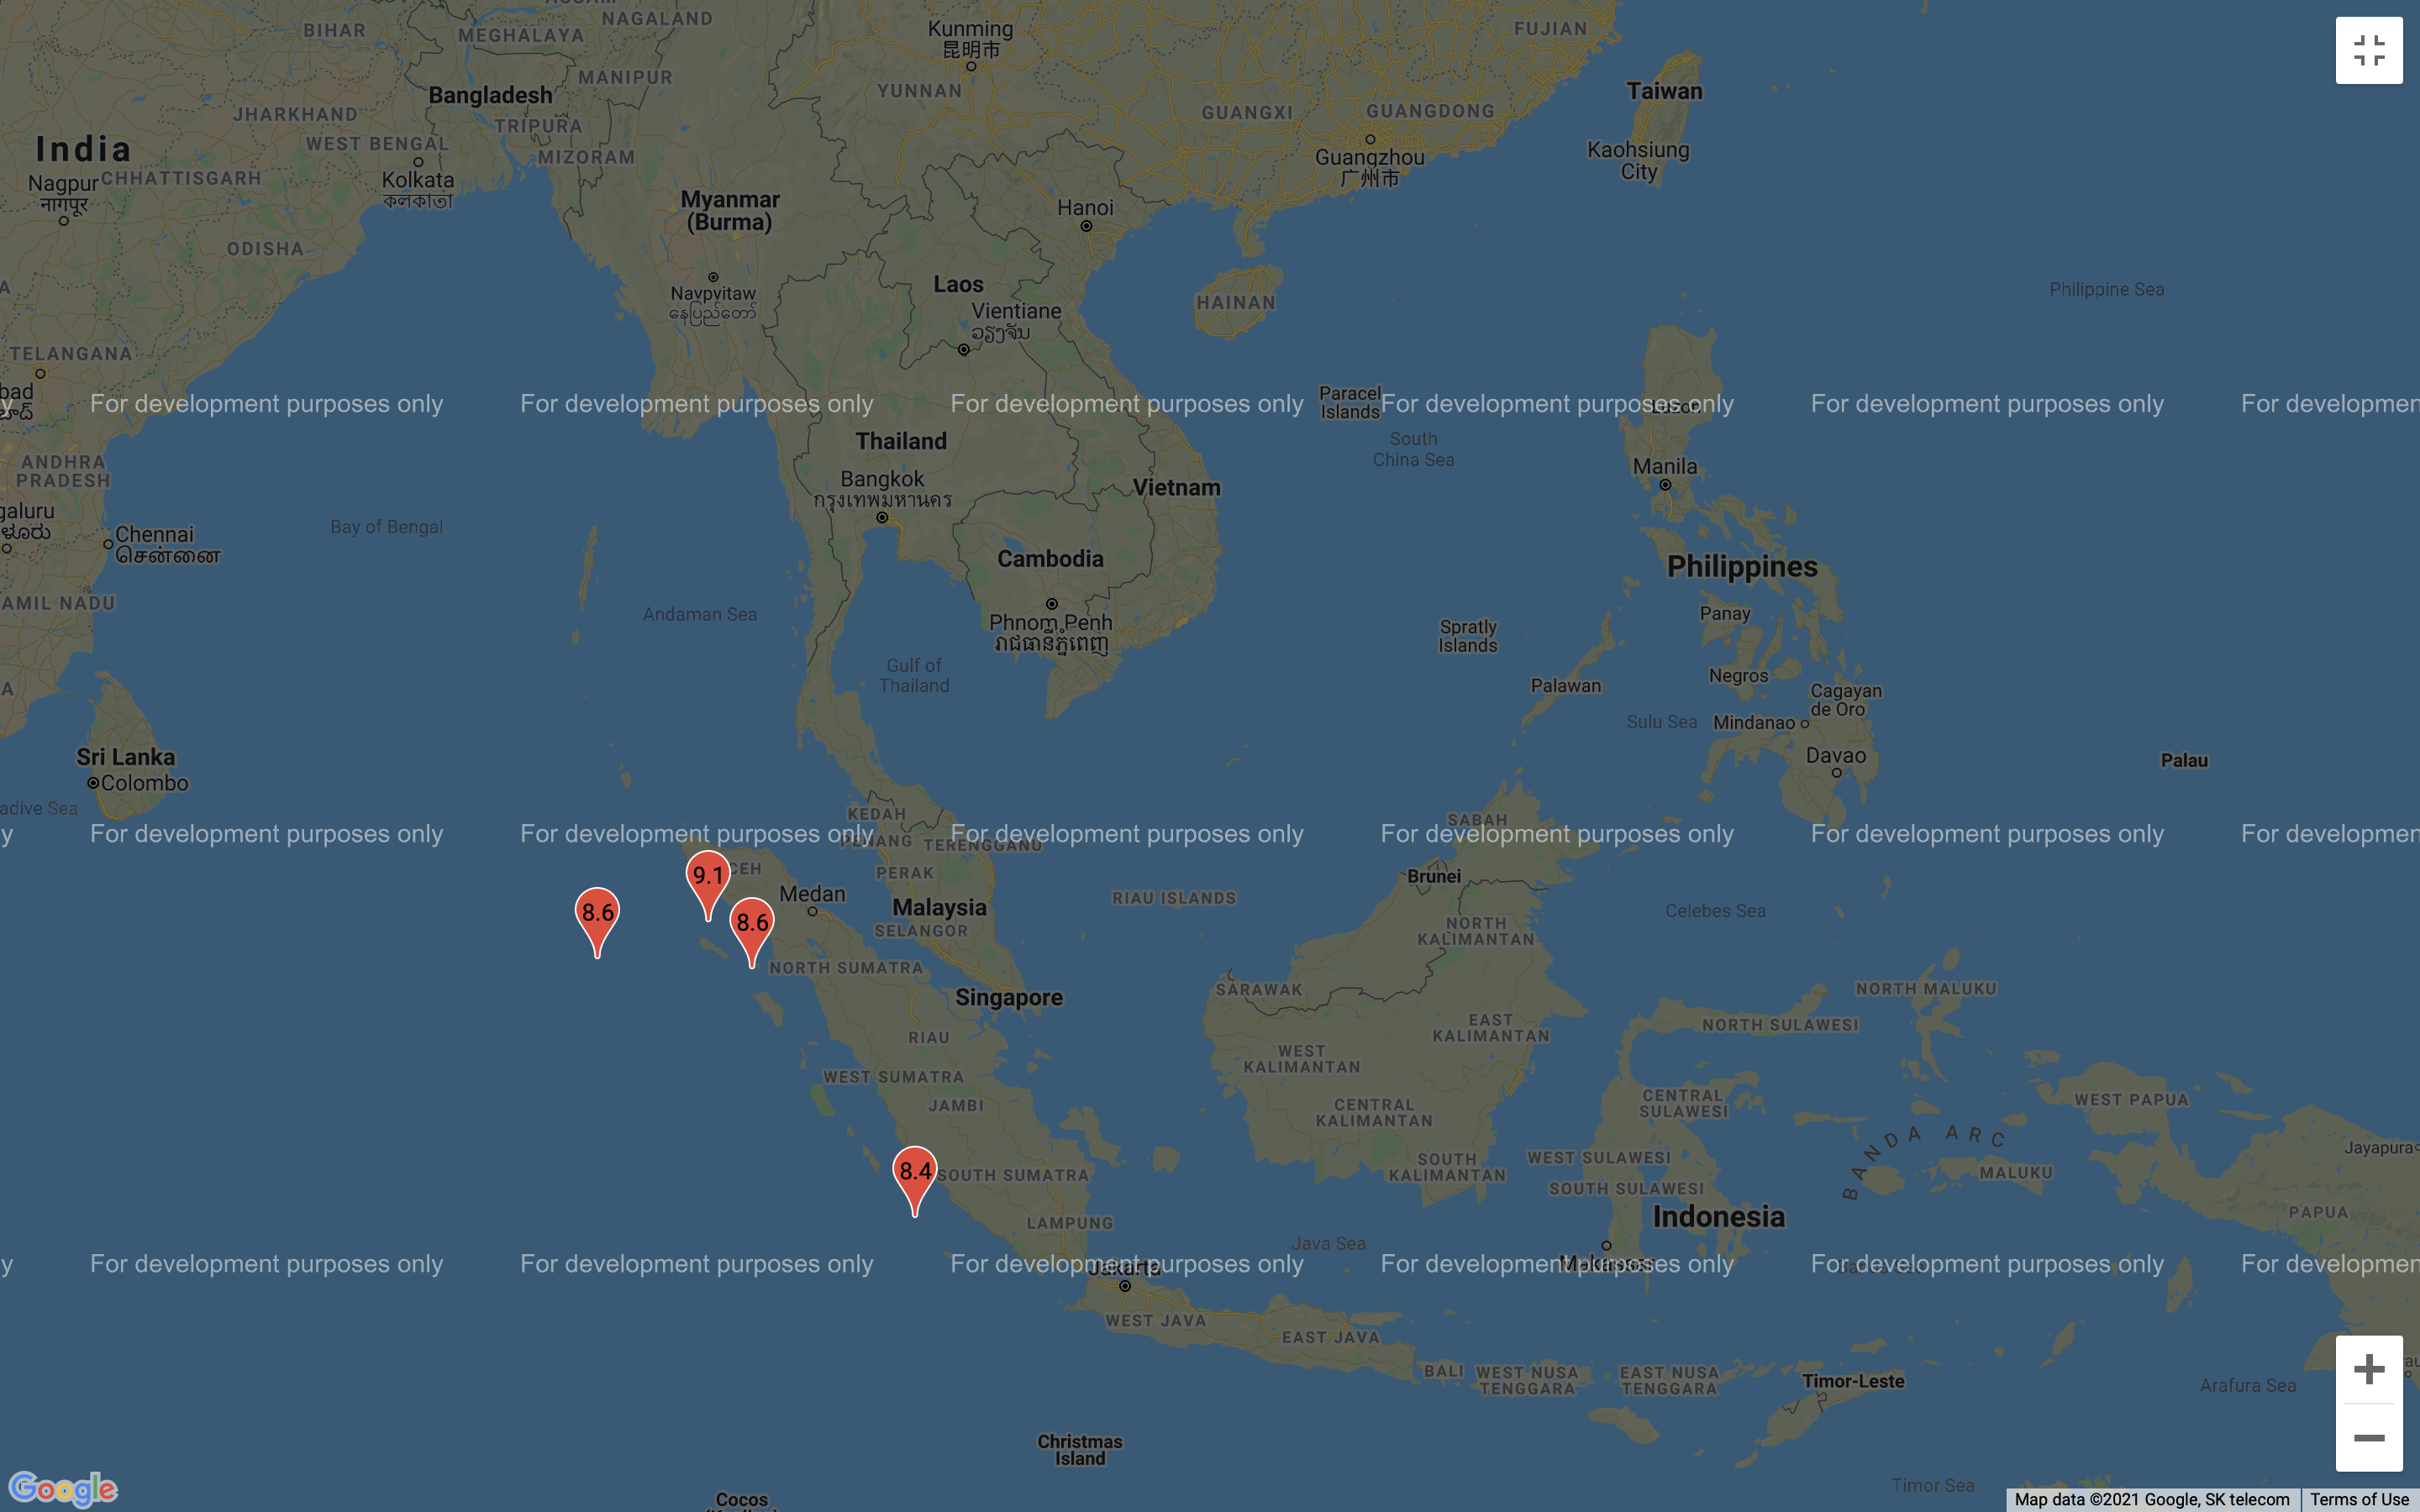 ASSAM
NAGALAND
BIHAR
MEGHALAYA
Kunming
昆明市
FUJIAN
MANIPUR
YUNNAN
Bangladesh
Taiwan
JHARKHAND
TRIPURA
GUANGXI
GUANGDONG
India
WEST BENGAL
MIZORAM
Kaohsiung
City
Guangzhou
广州市
Nagpur
नागपूर
CHHATTISGARH
Kolkata
কলকাতা
Myanmar
(Burma)
Hanoi
ODISHA
Laos
Naypyitaw
နေပြည်တော်
Vientiane
ວຽງຈັນ
HAINAN
Philippine Sea
TELANGANA
bad
Paracel
Islands
Luzon
For development purposes only
For development purposes only
For development purposes only
For development purposes only
For development purposes only
For developmen
Thailand
South
China Sea
ANDHRA
PRADESH
Bangkok
กรุงเทพมหานคร
Manila
Vietnam
galuru
Chennai
சென்னை
Bay of Bengal
Cambodia
Philippines
AMIL NADU
Andaman Sea
Phnom Penh
រាជធានីភ្នំពេញ
Spratly
Islands
Panay
Gulf of
Thailand
Palawan
Negros
Cagayan
de Oro
Sulu Sea
Mindanao
Sri Lanka
Colombo
Davao
Palau
adive Sea
KEDAH
PENANG
TERENGGANU
SABAH
For development purposes only
For development purposes only
For development purposes only
For development purposes only
For development purposes only
For developmen
9.1
CEH
PERAK
Brunei
8.6
8.6
Medan
Malaysia
RIAU ISLANDS
Celebes Sea
SELANGOR
NORTH
KALIMANTAN
NORTH SUMATRA
SARAWAK
NORTH MALUKU
Singapore
NORTH SULAWESI
RIAU
EAST
KALIMANTAN
WEST
KALIMANTAN
WEST SUMATRA
JAMBI
CENTRAL
KALIMANTAN
CENTRAL
SULAWESI
WEST PAPUA
BANDA ARC
Jayapura
8.4
SOUTH SUMATRA
SOUTH
KALIMANTAN
WEST SULAWESI
MALUKU
SOUTH SULAWESI
LAMPUNG
Indonesia
PAPUA
Java Sea
Jakarta
Makassar
For development purposes only
For development purposes only
For development purposes only
For development purposes only
For development purposes only
For developmen
WEST JAVA
EAST JAVA
BALI
WEST NUSA
TENGGARA
EAST NUSA
TENGGARA
Timor-Leste
Arafura Sea
Christmas
Island
Timor Sea
Google
Cocos
Map data ©2021 Google, SK telecom
Terms of Use